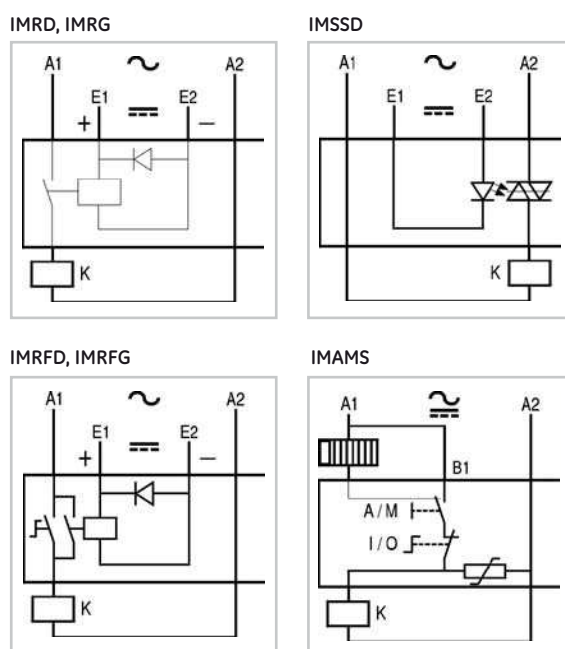 IMRD, IMRG
A1 A2
E1 E2
+ −
K
IMSSD
A1 A2
E1 E2
K
IMRFD, IMRFG
A1 A2
E1 E2
+ −
K
IMAMS
A1 A2
B1
A/M
I/O
K